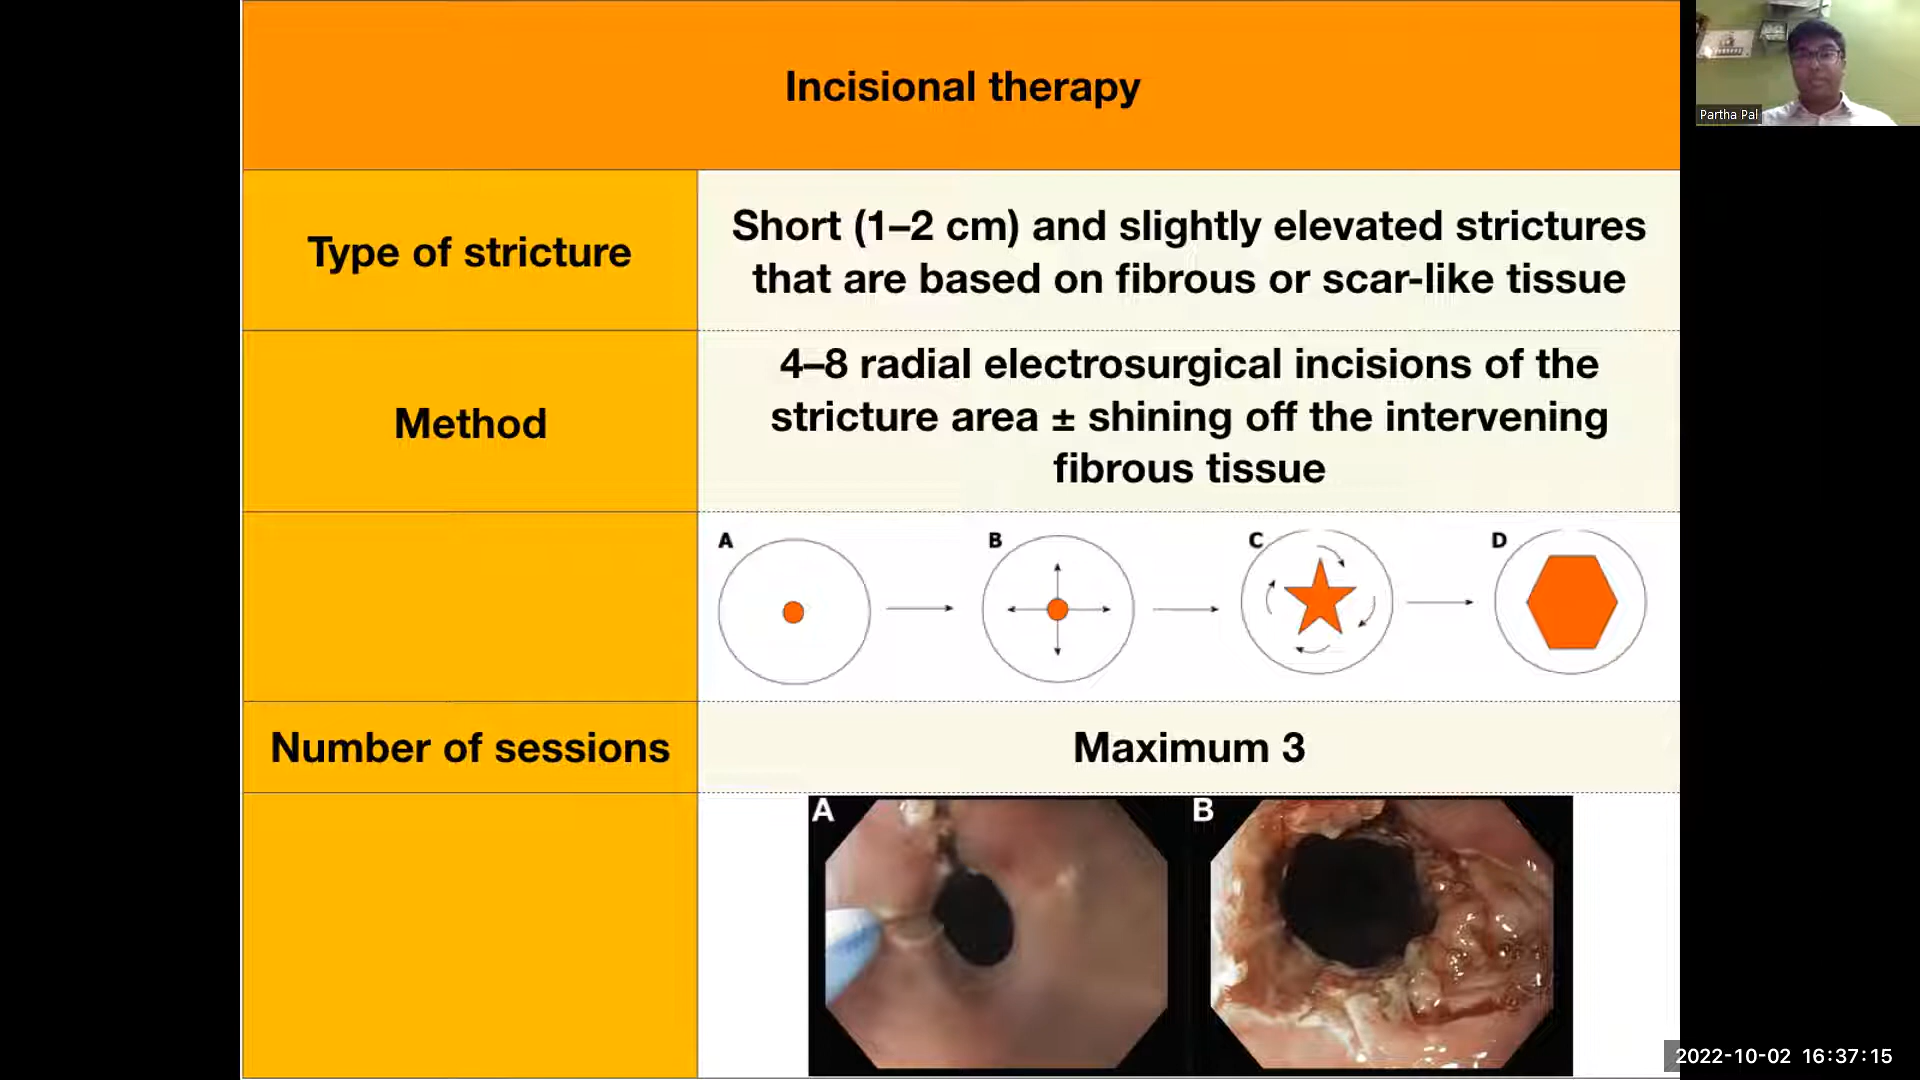 Incisional therapy
Partha Pal
Type of stricture
Short (1–2 cm) and slightly elevated strictures
that are based on fibrous or scar-like tissue
Method
4–8 radial electrosurgical incisions of the
stricture area ± shining off the intervening
fibrous tissue
A
B
C
D
Number of sessions
Maximum 3
A
B
2022-10-02 16:37:15